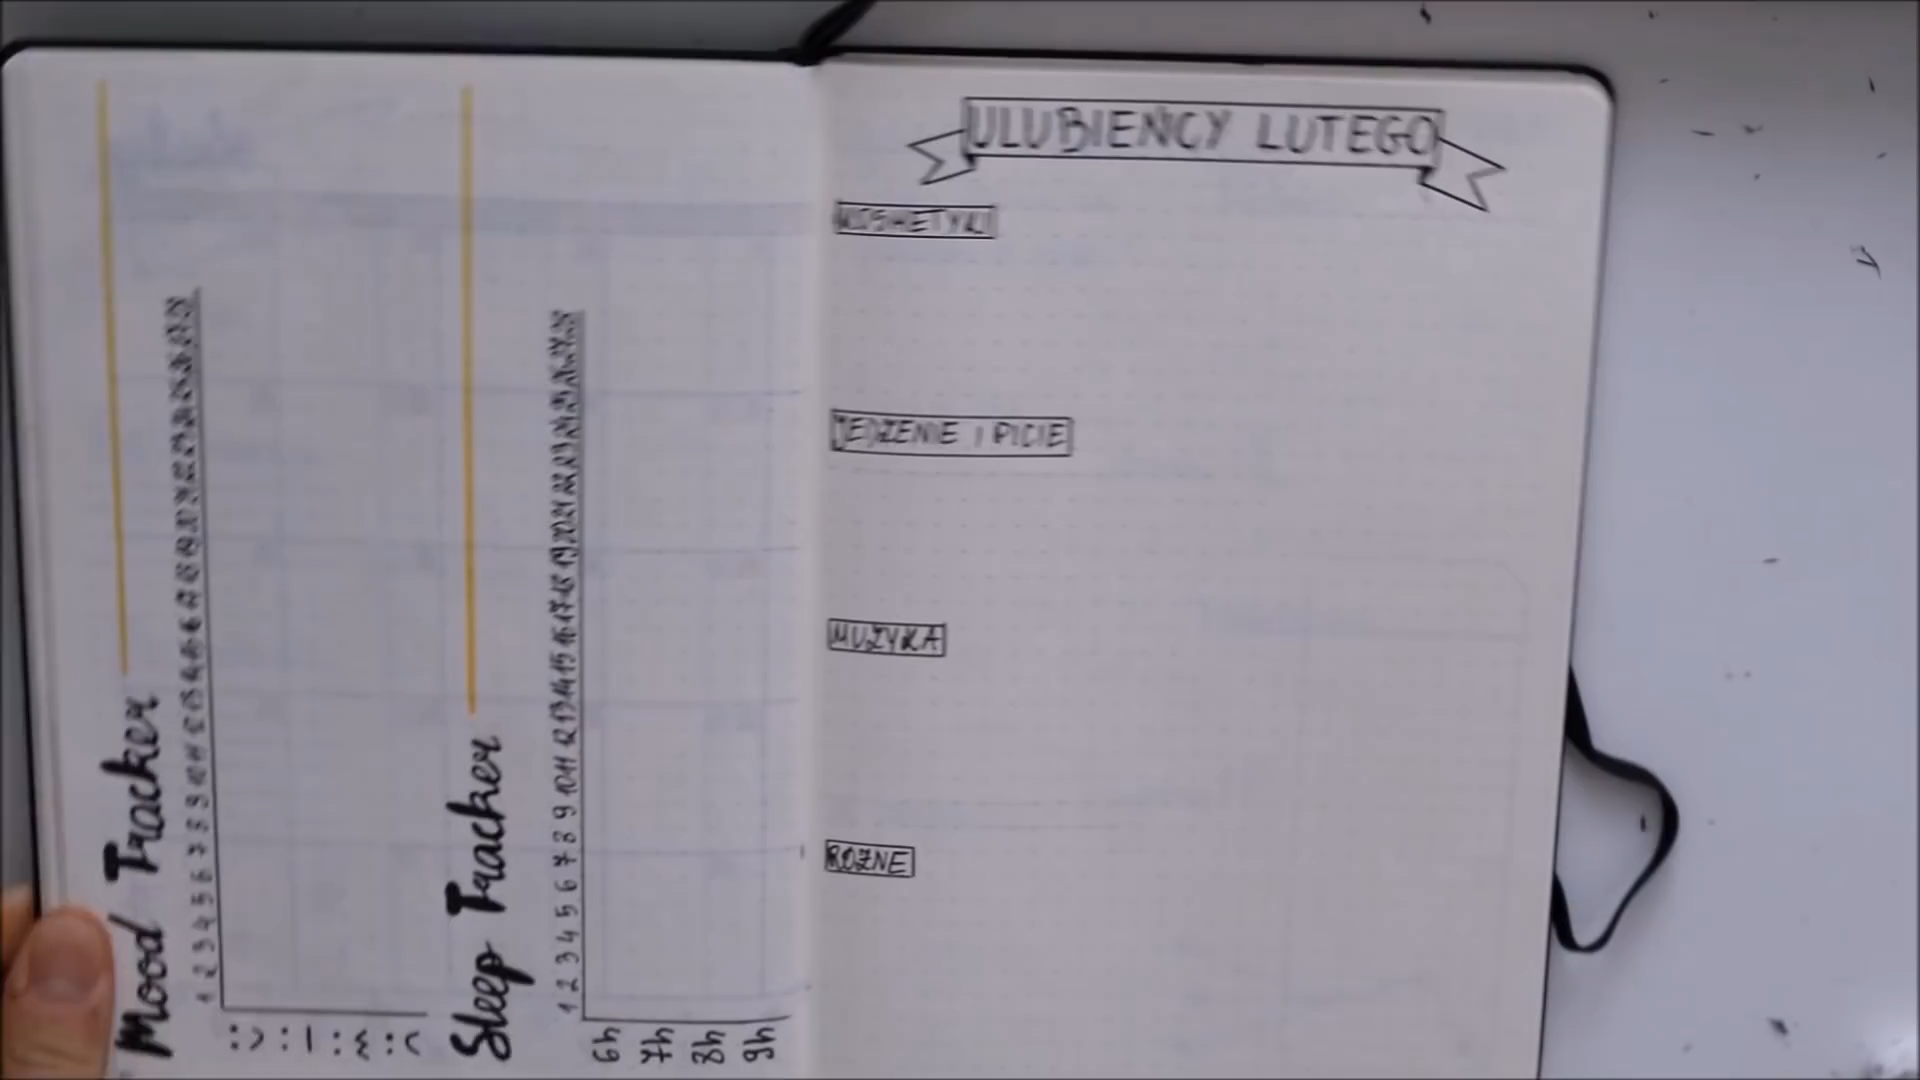 Mood Tracker
1 2 3 4 5 6 7 8 9 10 11 12 13 14 15 16 17 18 19 20 21 22 23 24 25 26 27 28
Sleep Tracker
1 2 3 4 5 6 7 8 9 10 11 12 13 14 15 16 17 18 19 20 21 22 23 24 25 26 27 28
6h
7h
8h
9h
ULUBIEŃCY LUTEGO
KOSMETYKI
JEDZENIE I PICIE
MUZYKA
RÓŻNE